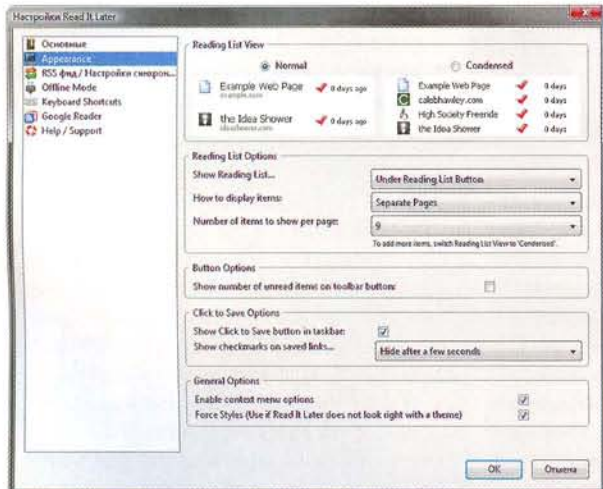 Настройки Read It Later
Основные
Appearance
RSS фид / Настройки синхрон...
Offline Mode
Keyboard Shortcuts
Google Reader
Help / Support
Reading List View
Normal
Condensed
Example Web Page
0 days ago
example.com
the Idea Shower
0 days ago
ideashower.com
Example Web Page 0 days
calebhawley.com 0 days
High Society Freeride 0 days
the Idea Shower 0 days
Reading List Options
Show Reading List... Under Reading List Button
How to display items: Separate Pages
Number of items to show per page: 9
To add more items, switch Reading List View to 'Condensed'.
Button Options
Show number of unread items on toolbar button:
Click to Save Options
Show Click to Save button in taskbar:
Show checkmarks on saved links... Hide after a few seconds
General Options
Enable context menu options
Force Styles (Use if Read It Later does not look right with a theme)
OK Отмена